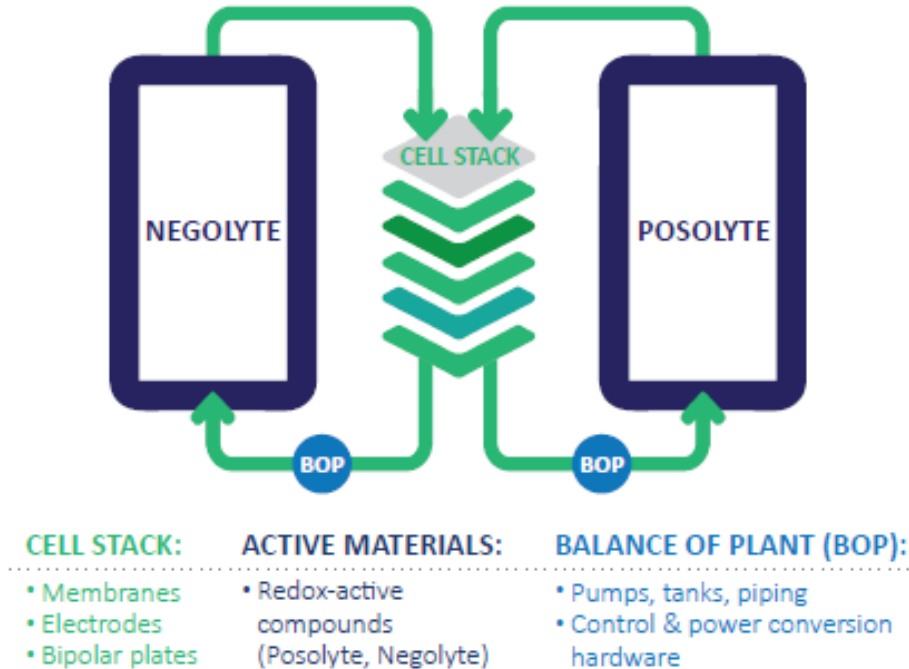 CELL STACK
NEGOLYTE
POSOLYTE
BOP
BOP
CELL STACK:
• Membranes
• Electrodes
• Bipolar plates
ACTIVE MATERIALS:
• Redox-active
compounds
(Posolyte, Negolyte)
BALANCE OF PLANT (BOP):
• Pumps, tanks, piping
• Control & power conversion
hardware